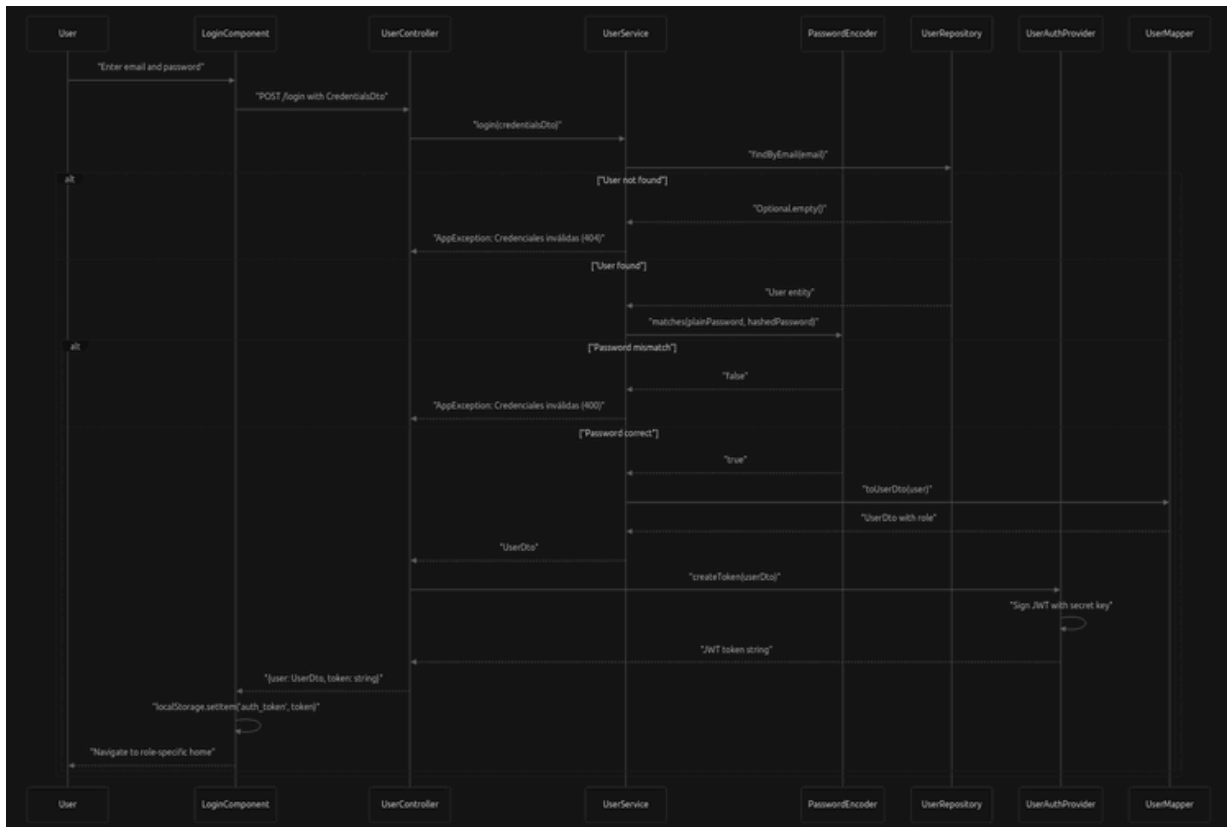 User LoginComponent UserController UserService PasswordEncoder UserRepository UserAuthProvider UserMapper
"Enter email and password"
"POST /login with CredentialsDto"
"login(credentialsDto)"
"findByEmail(email)"
alt ["User not found"]
"Optional.empty()"
"AppException: Credenciales inválidas (404)"
["User found"]
"User entity"
"matches(plainPassword, hashedPassword)"
alt ["Password mismatch"]
"false"
"AppException: Credenciales inválidas (400)"
["Password correct"]
"true"
"toUserDto(user)"
"UserDto with role"
"UserDto"
"createToken(userDto)"
"Sign JWT with secret key"
"JWT token string"
"{user: UserDto, token: string}"
"localStorage.setItem('auth_token', token)"
"Navigate to role-specific home"
User LoginComponent UserController UserService PasswordEncoder UserRepository UserAuthProvider UserMapper